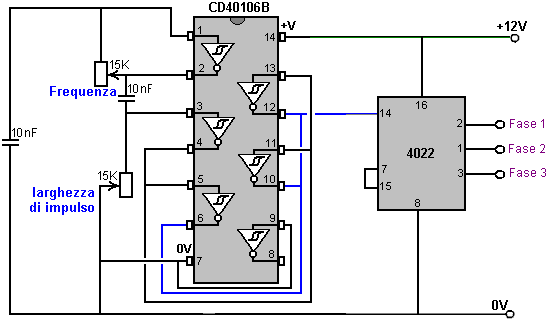 CD40106B
+V
+12V
1
14
15K
2
13
16
Frequenza
10nF
3
12
14
2
Fase 1
10nF
4
11
4022
1
Fase 2
15K
5
10
7
15
3
Fase 3
larghezza
di impulso
6
9
8
0V
7
8
0V